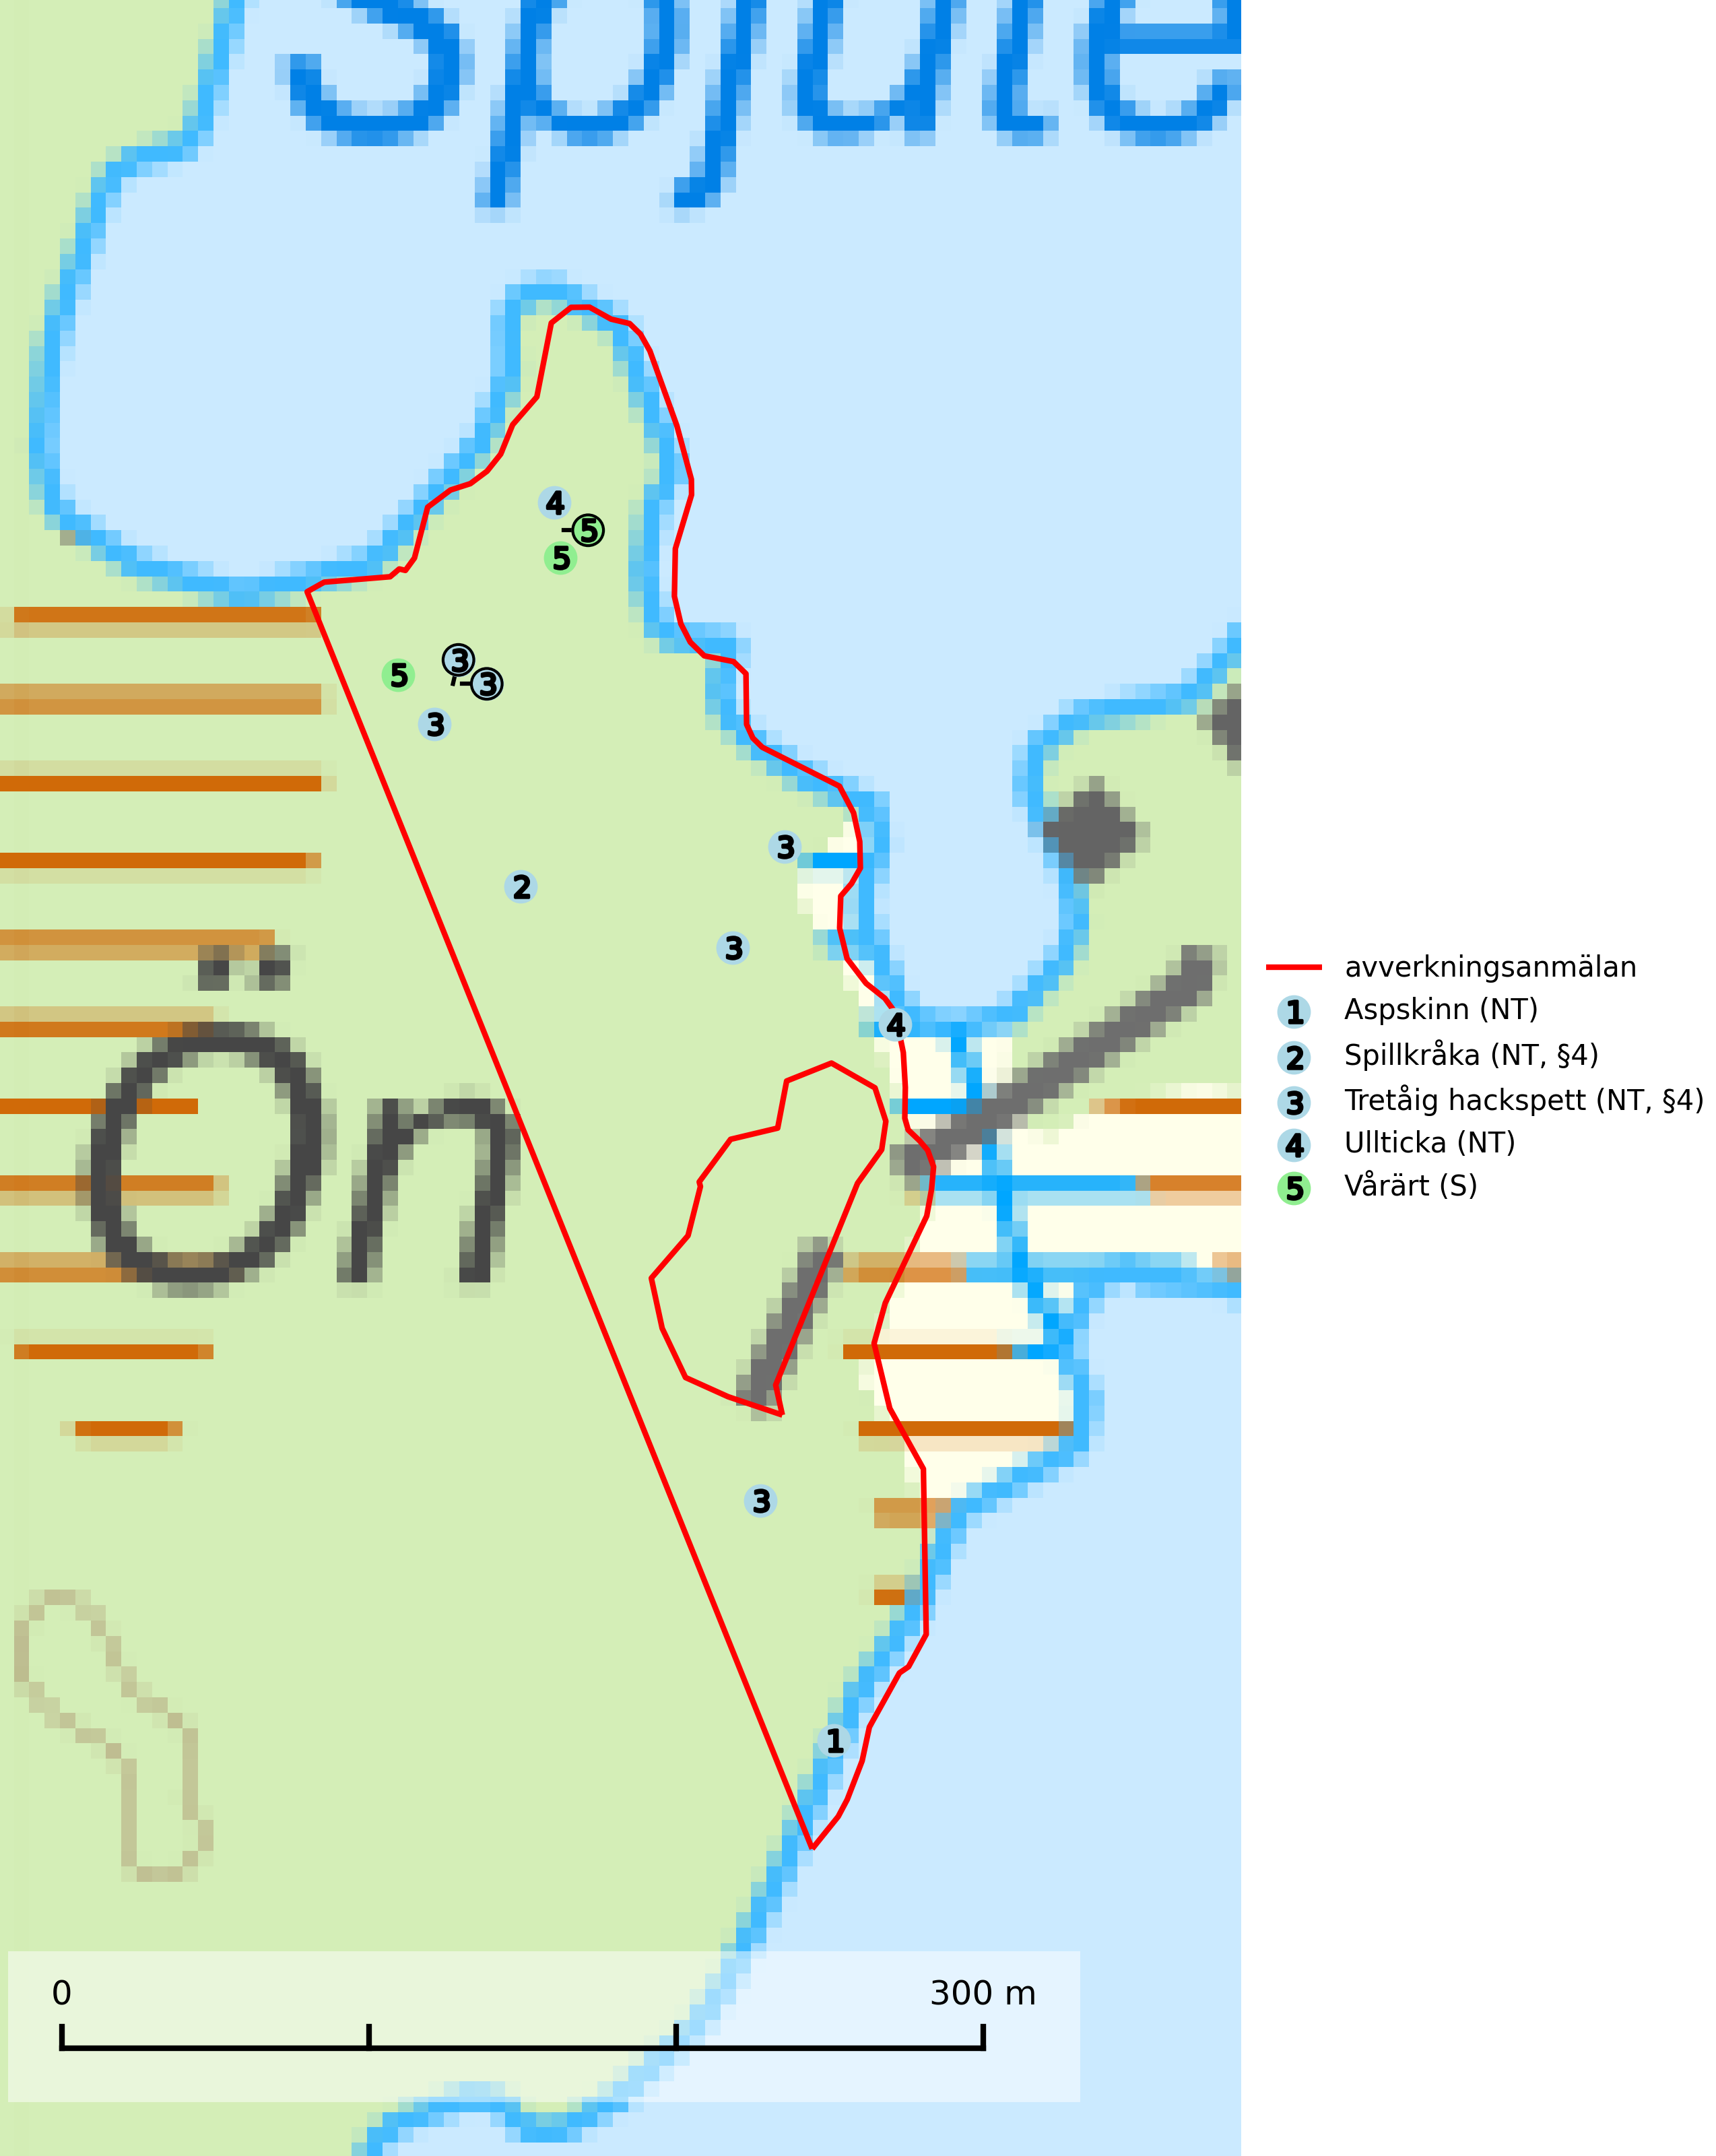 spjute
4
5
5
3
5
3
3
3
2
3
4
Ön
3
1
0
300 m
avverkningsanmälan
1 Aspskinn (NT)
2 Spillkråka (NT, §4)
3 Tretåig hackspett (NT, §4)
4 Ullticka (NT)
5 Vårärt (S)